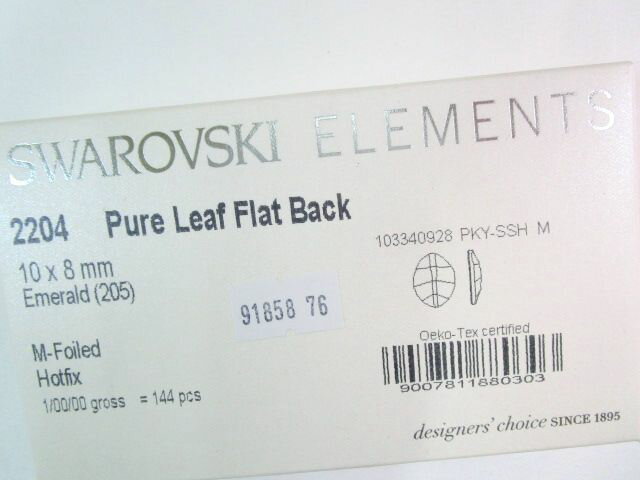 SWAROVSKI ELEMENTS
2204 Pure Leaf Flat Back
10 x 8 mm
Emerald (205)
103340928 PKY-SSH M
91858 76
M-Foiled
Hotfix
1/00/00 gross = 144 pcs
Oeko-Tex certified
9007811880303
designers' choice SINCE 1895